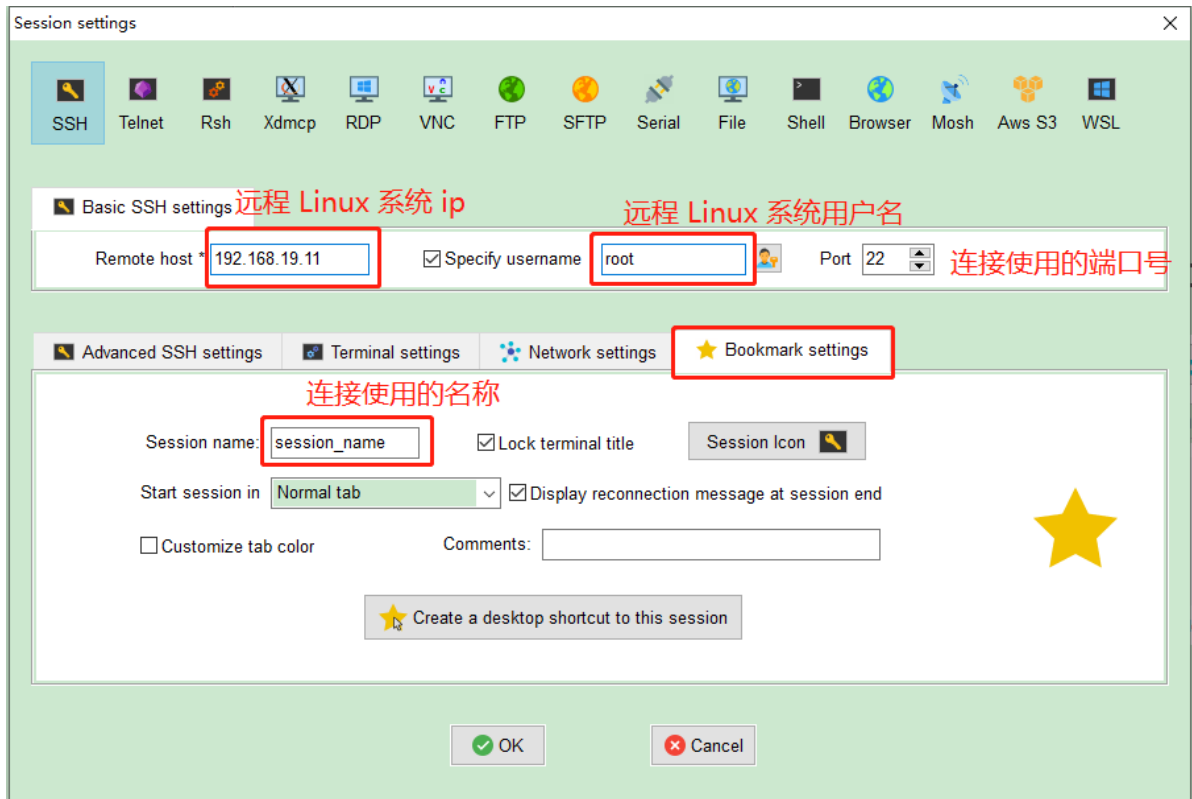 Session settings
SSH Telnet Rsh Xdmcp RDP VNC FTP SFTP Serial File Shell Browser Mosh Aws S3 WSL
Basic SSH settings 远程 Linux 系统 ip 远程 Linux 系统用户名
Remote host * 192.168.19.11 Specify username root Port 22 连接使用的端口号
Advanced SSH settings Terminal settings Network settings Bookmark settings
连接使用的名称
Session name: session_name Lock terminal title Session Icon
Start session in Normal tab Display reconnection message at session end
Customize tab color Comments:
Create a desktop shortcut to this session
OK Cancel